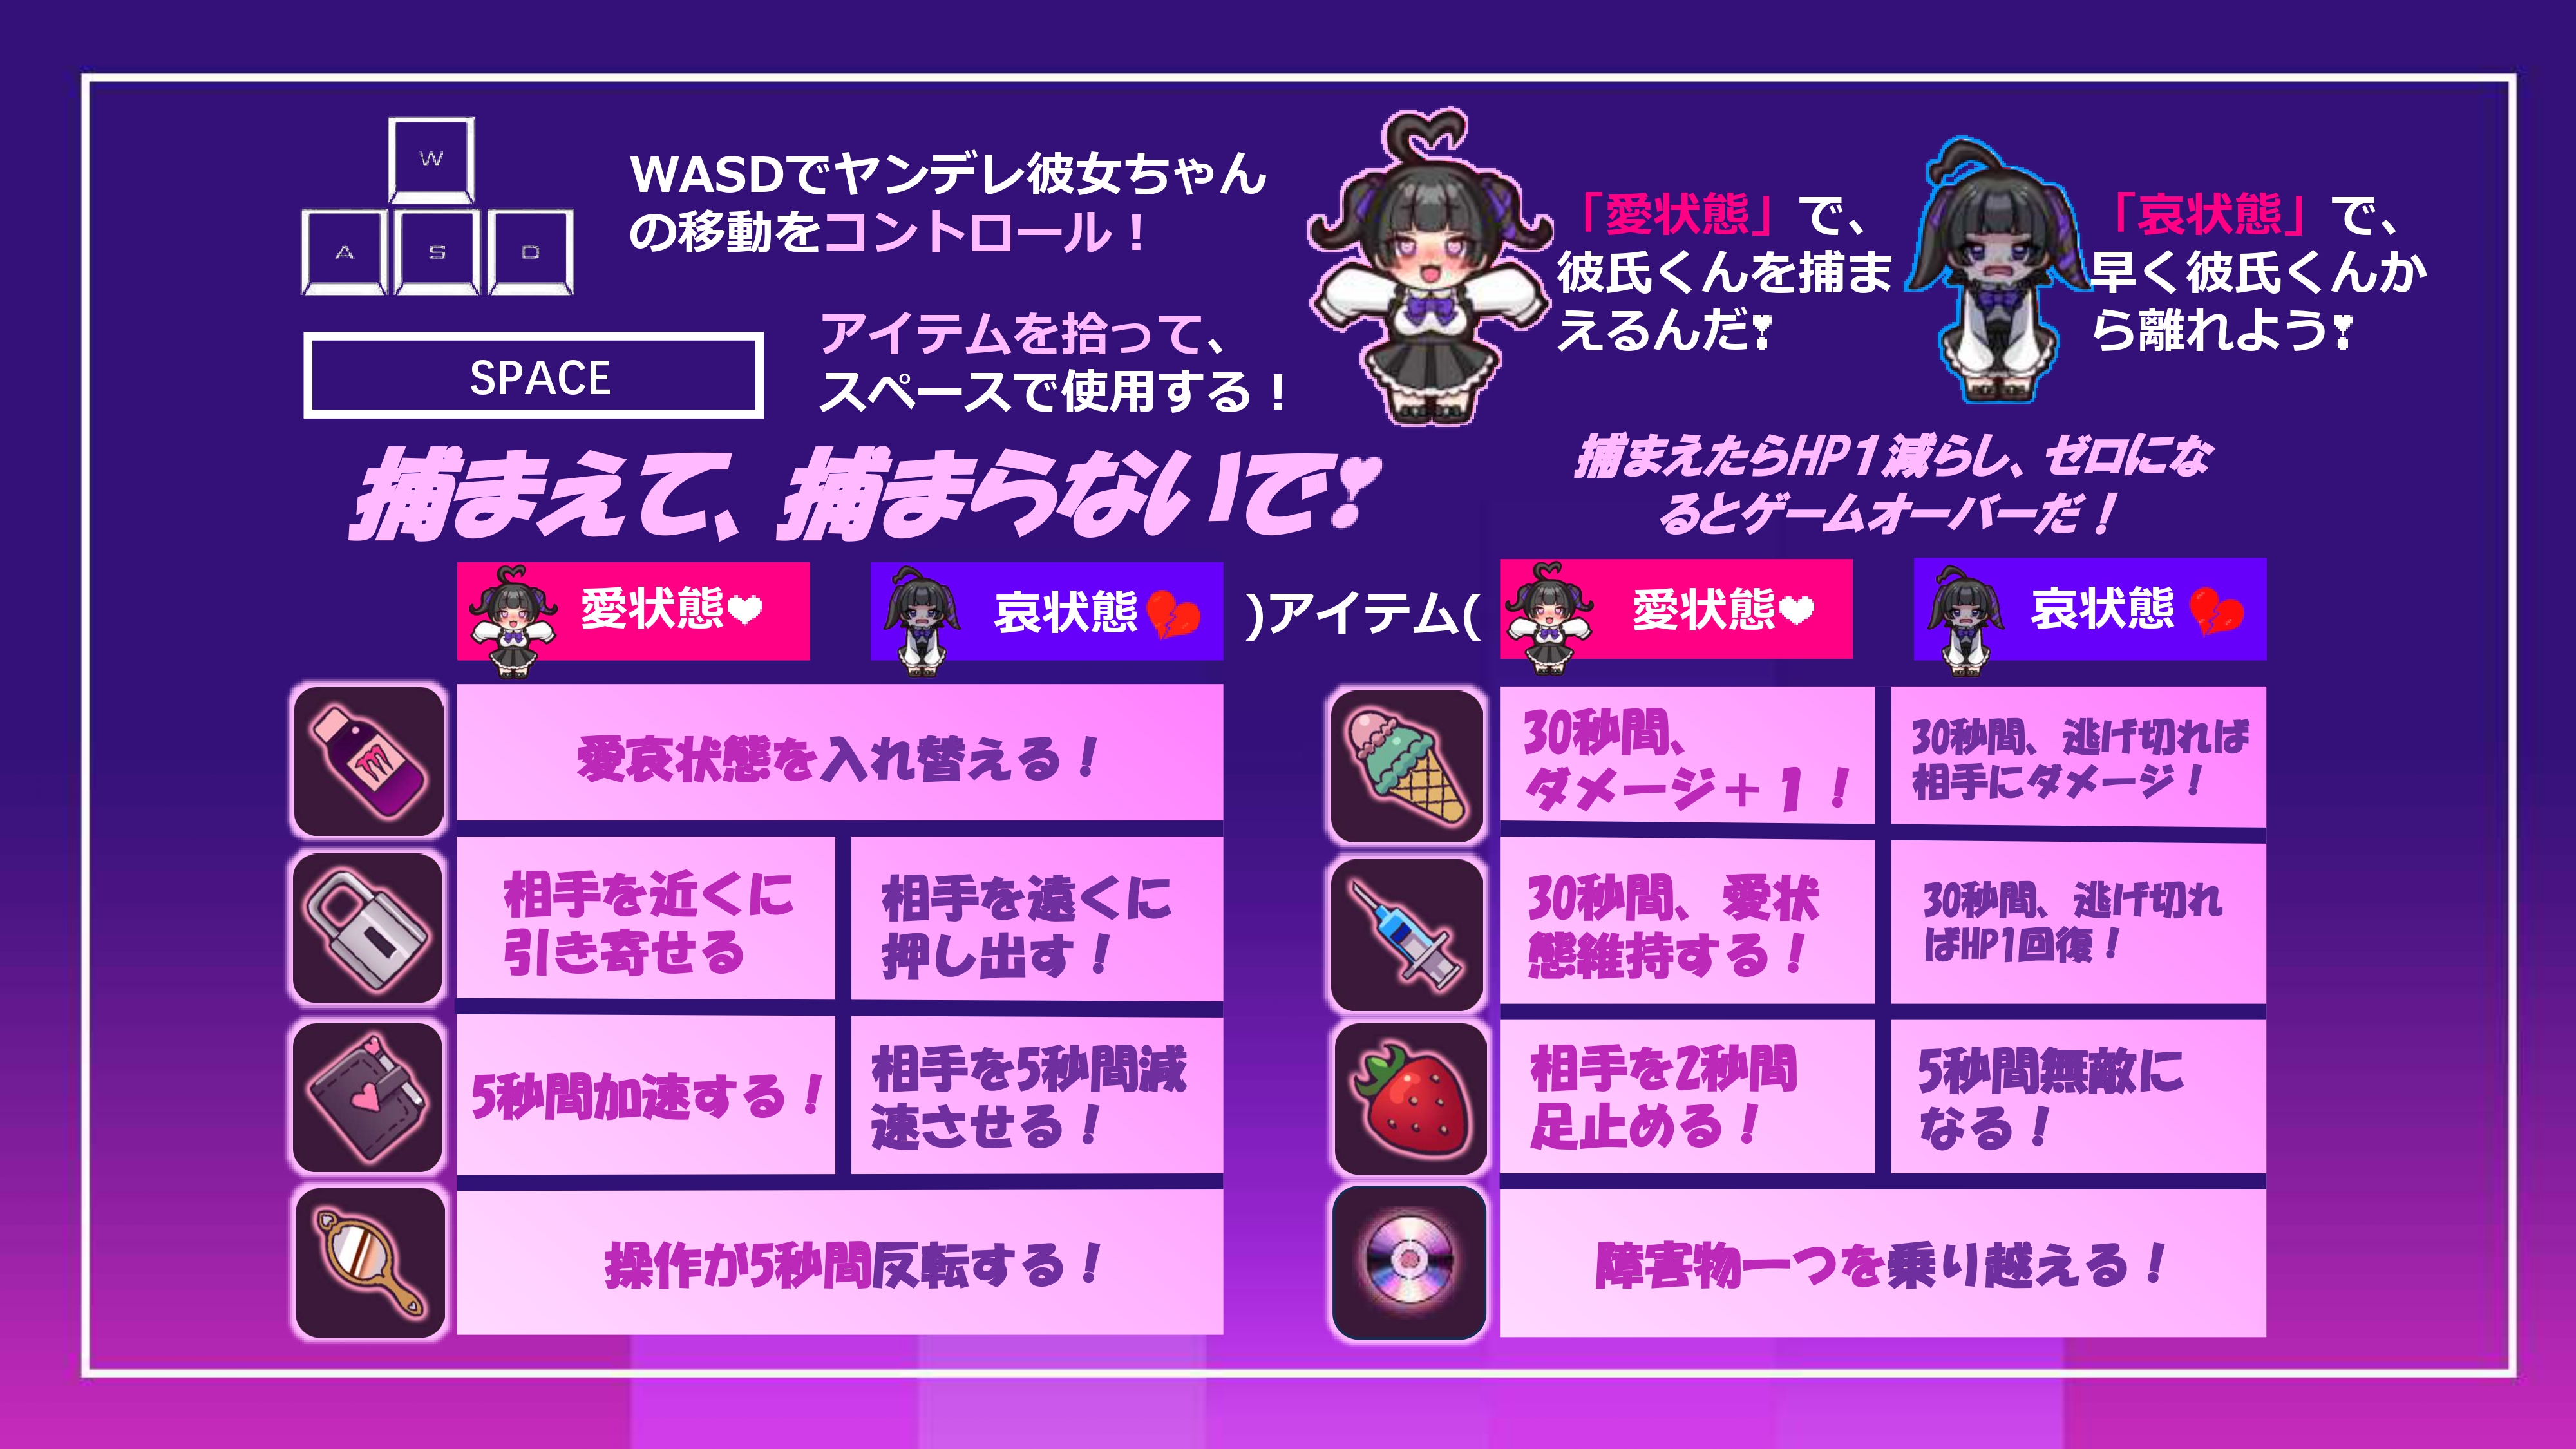 W
A S D
WASDでヤンデレ彼女ちゃん
の移動をコントロール！
SPACE
アイテムを拾って、
スペースで使用する！
「愛状態」で、
彼氏くんを捕ま
えるんだ❣
「哀状態」で、
早く彼氏くんか
ら離れよう❣
捕まえて、捕まらないで❣
捕まえたらHP１減らし、ゼロにな
るとゲームオーバーだ！
愛状態❤
哀状態💔
)アイテム(
愛状態❤
哀状態💔
愛哀状態を入れ替える！
相手を近くに
引き寄せる
相手を遠くに
押し出す！
5秒間加速する！
相手を5秒間減
速させる！
操作が5秒間反転する！
30秒間、
ダメージ＋１！
30秒間、逃げ切れば
相手にダメージ！
30秒間、愛状
態維持する！
30秒間、逃げ切れ
ばHP1回復！
相手を2秒間
足止める！
5秒間無敵に
なる！
障害物一つを乗り越える！